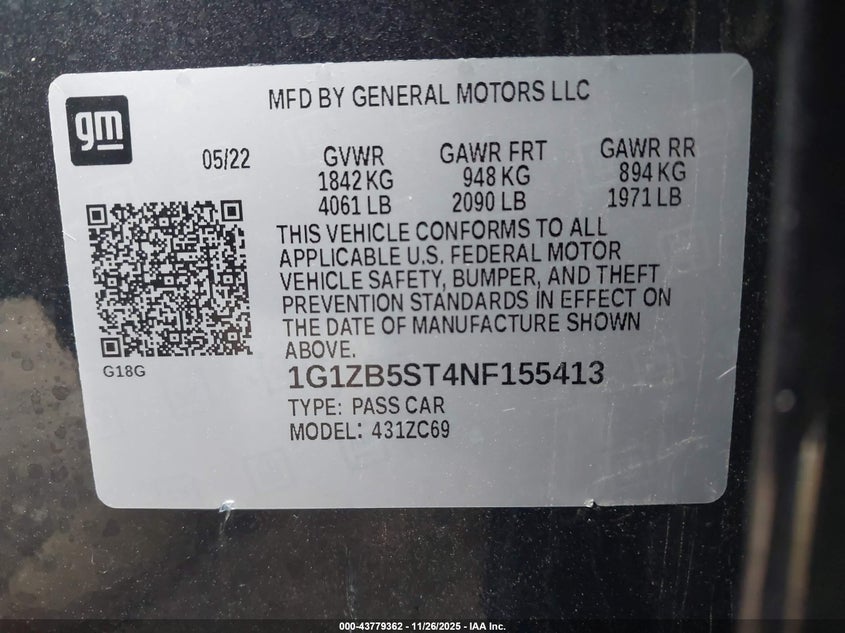 MFD BY GENERAL MOTORS LLC
gm
05/22
GVWR GAWR FRT GAWR RR
1842 KG 948 KG 894 KG
4061 LB 2090 LB 1971 LB
THIS VEHICLE CONFORMS TO ALL
APPLICABLE U.S. FEDERAL MOTOR
VEHICLE SAFETY, BUMPER, AND THEFT
PREVENTION STANDARDS IN EFFECT ON
THE DATE OF MANUFACTURE SHOWN
ABOVE.
G18G
1G1ZB5ST4NF155413
TYPE: PASS CAR
MODEL: 431ZC69
000-43779362 - 11/26/2025 - IAA Inc.